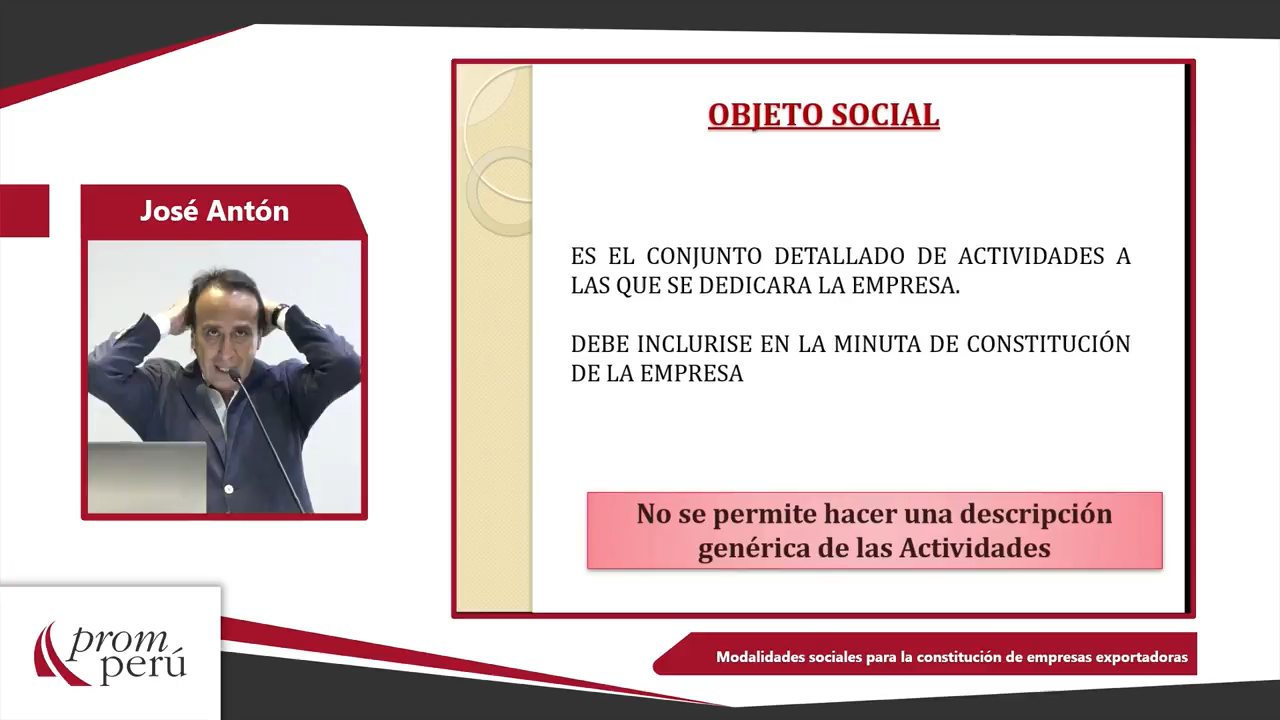 OBJETO SOCIAL
José Antón
ES EL CONJUNTO DETALLADO DE ACTIVIDADES A
LAS QUE SE DEDICARA LA EMPRESA.
DEBE INCLURISE EN LA MINUTA DE CONSTITUCIÓN
DE LA EMPRESA
No se permite hacer una descripción
genérica de las Actividades
prom
perú
Modalidades sociales para la constitución de empresas exportadoras